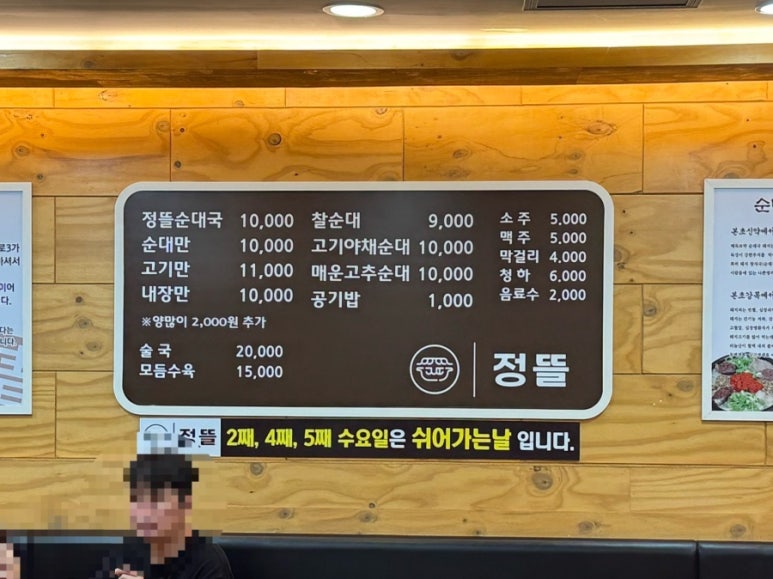 정뜰순대국 10,000
순대만 10,000
고기만 11,000
내장만 10,000
※양많이 2,000원 추가
술국 20,000
모듬수육 15,000
찰순대 9,000
고기야채순대 10,000
매운고추순대 10,000
공기밥 1,000
소주 5,000
맥주 5,000
막걸리 4,000
청하 6,000
음료수 2,000
정뜰
정뜰 2째, 4째, 5째 수요일은 쉬어가는날 입니다.